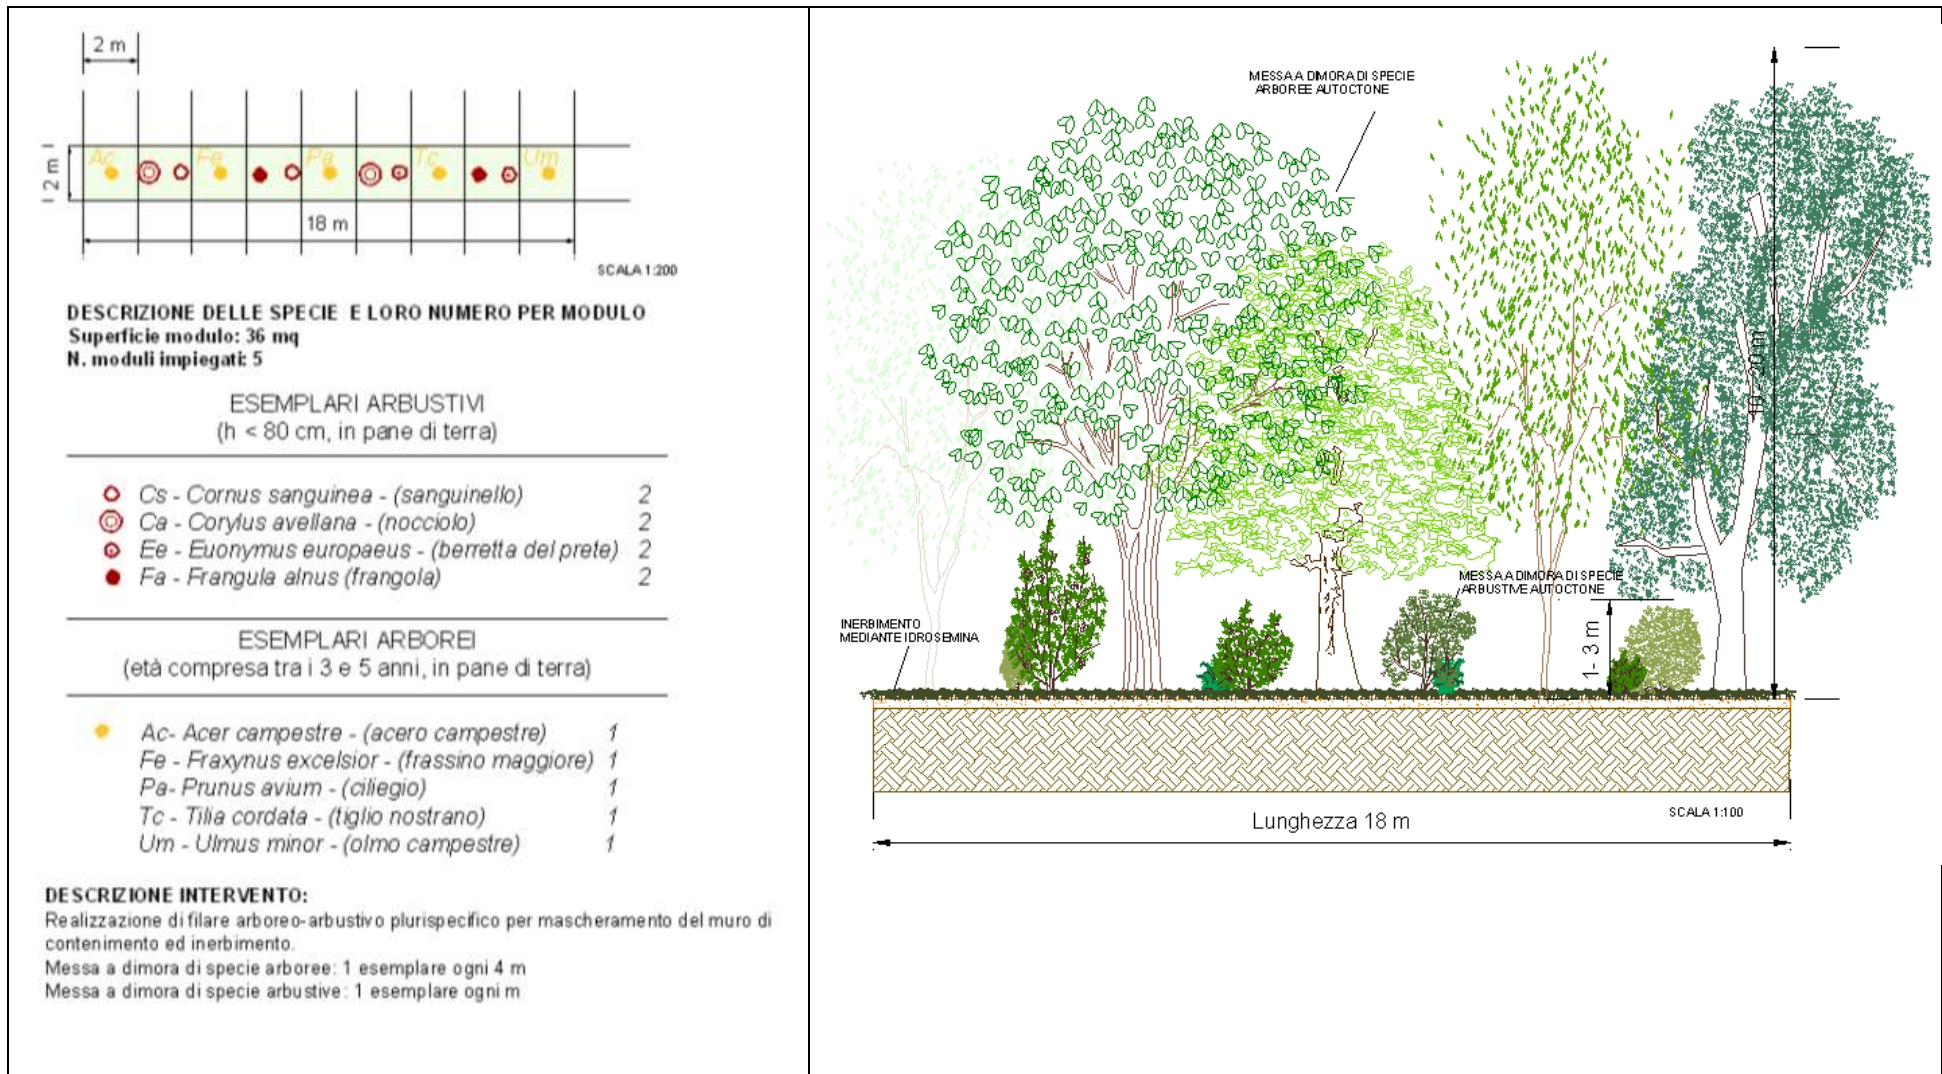 2 m
Ac Fe Pa Tc Um
2 m
18 m
SCALA 1:200
DESCRIZIONE DELLE SPECIE E LORO NUMERO PER MODULO
Superficie modulo: 36 mq
N. moduli impiegati: 5
ESEMPLARI ARBUSTIVI
(h < 80 cm, in pane di terra)
Cs - Cornus sanguinea - (sanguinello) 2
Ca - Corylus avellana - (nocciolo) 2
Ee - Euonymus europaeus - (berretta del prete) 2
Fa - Frangula alnus (frangola) 2
ESEMPLARI ARBOREI
(età compresa tra i 3 e 5 anni, in pane di terra)
Ac- Acer campestre - (acero campestre) 1
Fe - Fraxynus excelsior - (frassino maggiore) 1
Pa- Prunus avium - (ciliegio) 1
Tc - Tilia cordata - (tiglio nostrano) 1
Um - Ulmus minor - (olmo campestre) 1
DESCRIZIONE INTERVENTO:
Realizzazione di filare arboreo-arbustivo plurispecifico per mascheramento del muro di
contenimento ed inerbimento.
Messa a dimora di specie arboree: 1 esemplare ogni 4 m
Messa a dimora di specie arbustive: 1 esemplare ogni m
MESSA A DIMORA DI SPECIE
ARBOREE AUTOCTONE
10 - 20 m
MESSA A DIMORA DI SPECIE
ARBUSTIVE AUTOCTONE
INERBIMENTO
MEDIANTE IDROSEMINA
1 - 3 m
Lunghezza 18 m
SCALA 1:100